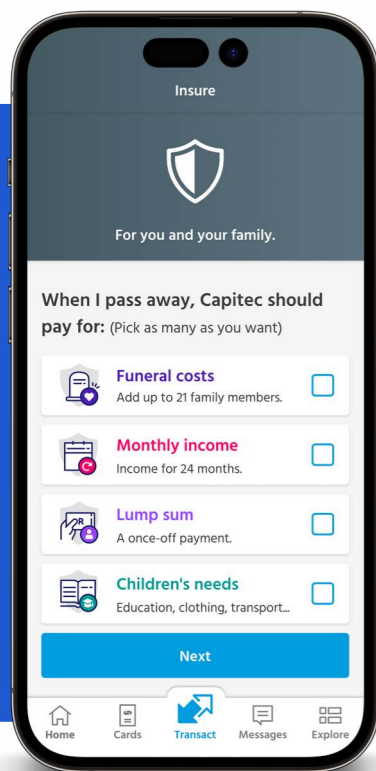 Insure
For you and your family.
When I pass away, Capitec should
pay for: (Pick as many as you want)
Funeral costs
Add up to 21 family members.
Monthly income
Income for 24 months.
R
Lump sum
A once-off payment.
Children's needs
Education, clothing, transport...
Next
Home
Cards
Transact
Messages
Explore